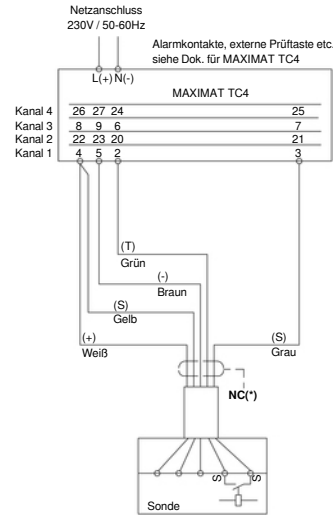 Netzanschluss
230V / 50-60Hz
Alarmkontakte, externe Prüftaste etc.
siehe Dok. für MAXIMAT TC4
L(+) N(-)
MAXIMAT TC4
Kanal 4 26 27 24 25
Kanal 3 8 9 6 7
Kanal 2 22 23 20 21
Kanal 1 4 5 2 3
(T)
Grün
(-)
Braun
(S)
Gelb
(+)
Weiß
(S)
Grau
NC(*)
S S
Sonde